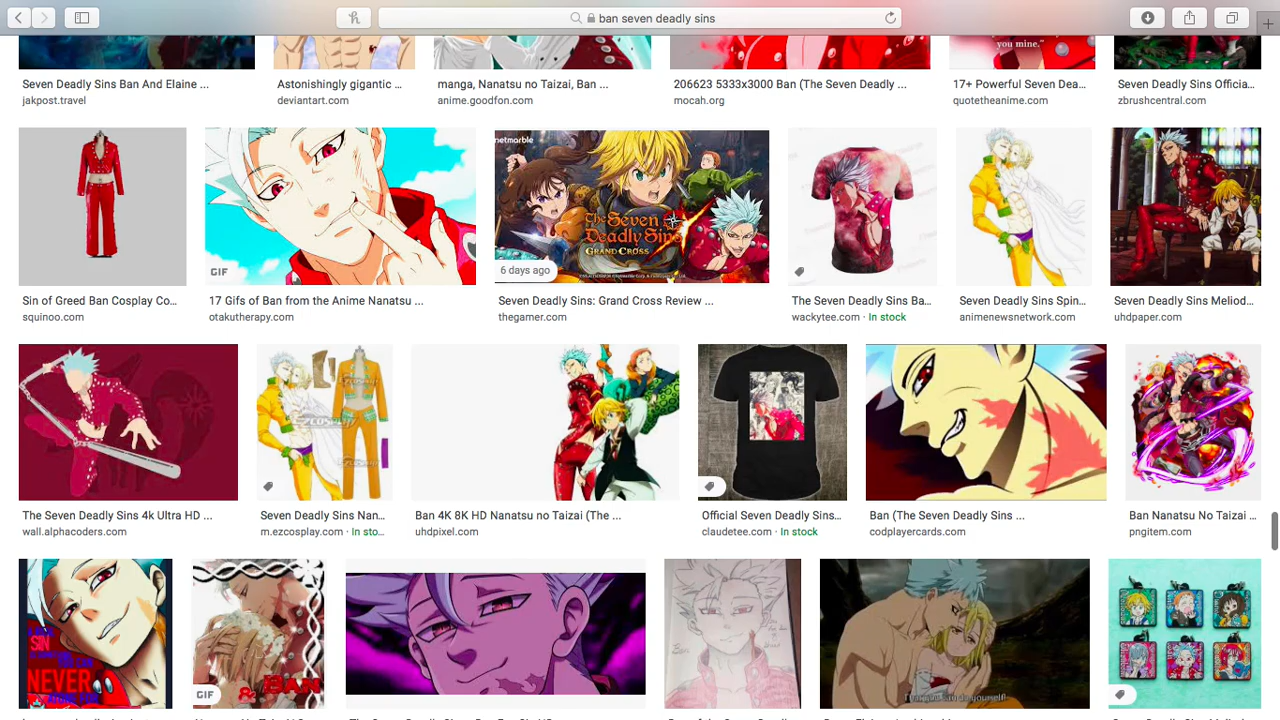 ban seven deadly sins
you mine.”
Seven Deadly Sins Ban And Elaine ...
jakpost.travel
Astonishingly gigantic ...
deviantart.com
manga, Nanatsu no Taizai, Ban ...
anime.goodfon.com
206623 5333x3000 Ban (The Seven Deadly ...
mocah.org
17+ Powerful Seven Dea...
quotetheanime.com
Seven Deadly Sins Officia...
zbrushcentral.com
GIF
netmarble
The Seven
Deadly Sins
GRAND CROSS
6 days ago
Sin of Greed Ban Cosplay Co...
squinoo.com
17 Gifs of Ban from the Anime Nanatsu ...
otakutherapy.com
Seven Deadly Sins: Grand Cross Review ...
thegamer.com
The Seven Deadly Sins Ba...
wackytee.com · In stock
Seven Deadly Sins Spin...
animenewsnetwork.com
Seven Deadly Sins Meliod...
uhdpaper.com
EZCOSPLAY
The Seven Deadly Sins 4k Ultra HD ...
wall.alphacoders.com
Seven Deadly Sins Nan...
m.ezcosplay.com · In sto...
Ban 4K 8K HD Nanatsu no Taizai (The ...
uhdpixel.com
Official Seven Deadly Sins...
claudetee.com · In stock
Ban (The Seven Deadly Sins ...
codplayercards.com
Ban Nanatsu No Taizai ...
pngitem.com
SIN
NEVER
GIF
& BAN
Ban